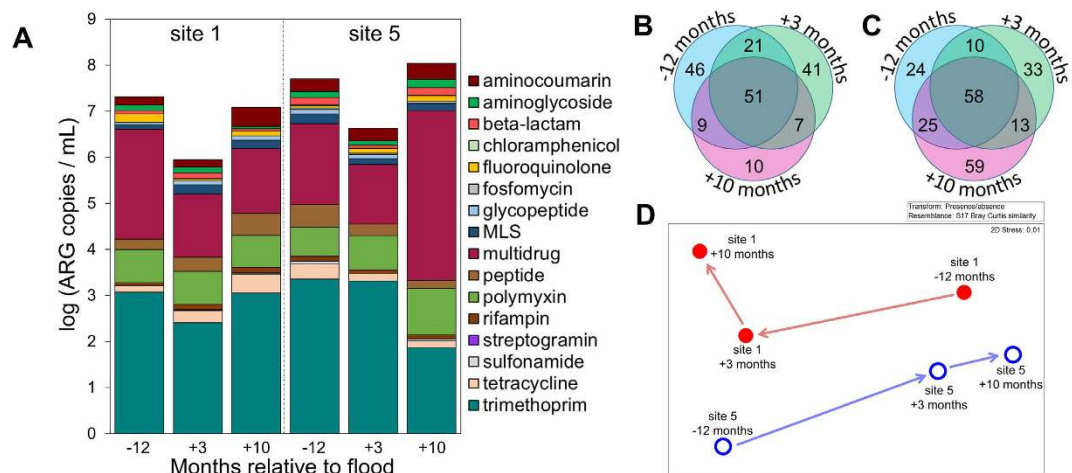 A
site 1
site 5
log (ARG copies / mL)
9
8
7
6
5
4
3
2
1
0
-12
+3
+10
-12
+3
+10
Months relative to flood
aminocoumarin
aminoglycoside
beta-lactam
chloramphenicol
fluoroquinolone
fosfomycin
glycopeptide
MLS
multidrug
peptide
polymyxin
rifampin
streptogramin
sulfonamide
tetracycline
trimethoprim
B
-12 months
+3 months
+10 months
46
21
41
51
9
7
10
C
-12 months
+3 months
+10 months
24
10
33
58
25
13
59
D
Transform: Presence/absence
Resemblance: S17 Bray Curtis similarity
2D Stress: 0.01
site 1
+10 months
site 1
-12 months
site 1
+3 months
site 5
+10 months
site 5
+3 months
site 5
-12 months